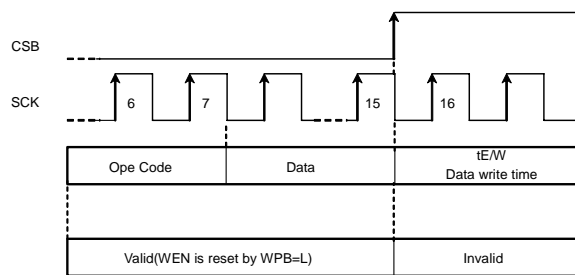 CSB
SCK
6 7 15 16
Ope Code Data tE/W
Data write time
Valid(WEN is reset by WPB=L) Invalid